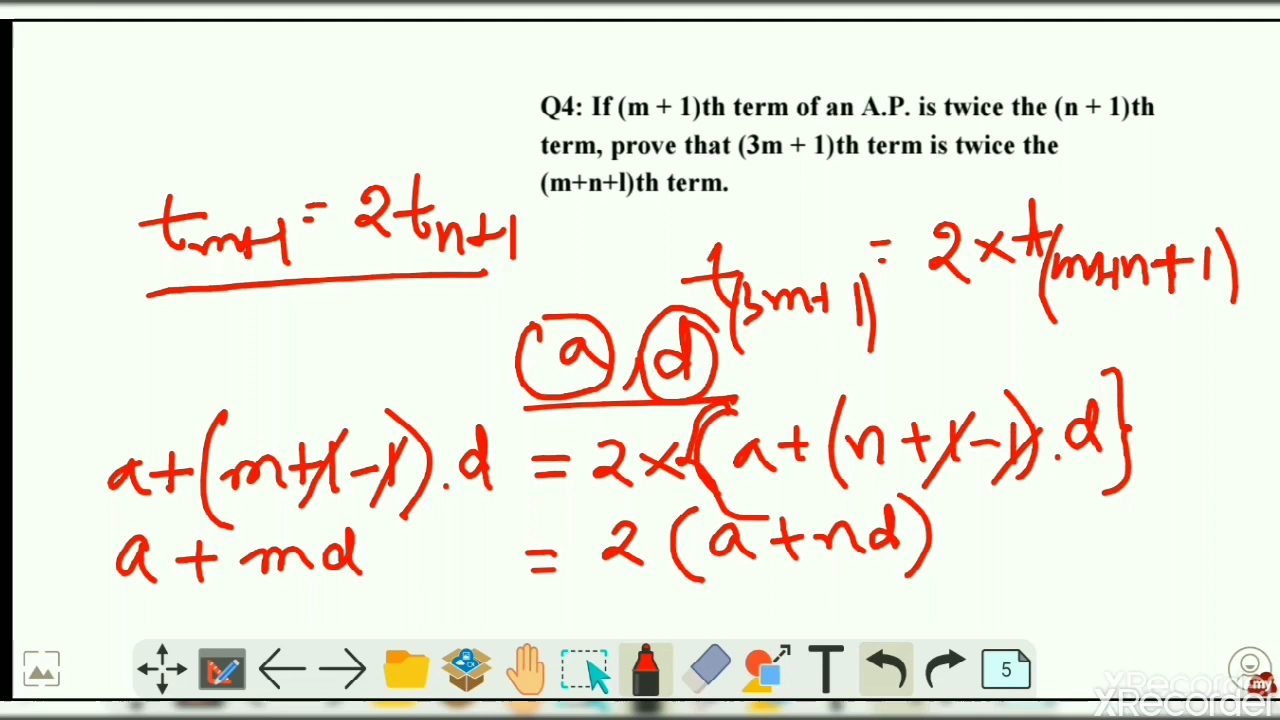 Q4: If (m + 1)th term of an A.P. is twice the (n + 1)th
term, prove that (3m + 1)th term is twice the
(m+n+l)th term.
tm+1 = 2tn+1
t(3m+1) = 2×t(m+n+1)
a, d
a+(m+1-1).d = 2×{a+(n+1-1).d}
a + md = 2(a+nd)
T
5
my
XRecorder
XRecorder